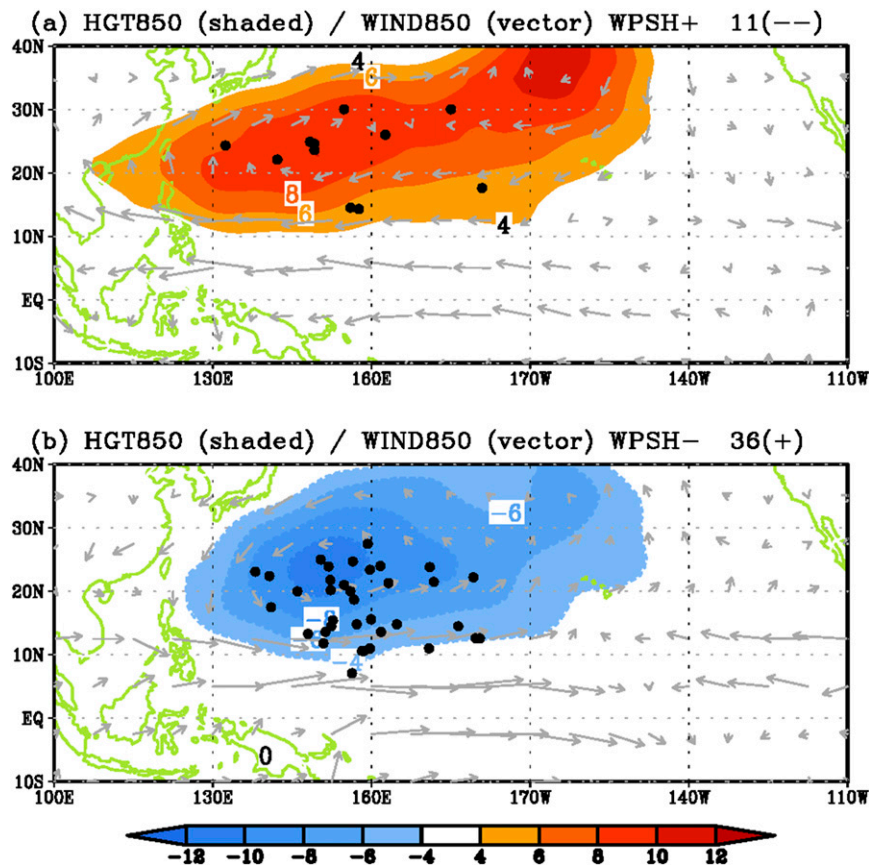 (a) HGT850 (shaded) / WIND850 (vector) WPSH+ 11(--)
40N
4
6
30N
20N
8
6
4
10N
EQ
10S
100E 130E 160E 170W 140W 110W
(b) HGT850 (shaded) / WIND850 (vector) WPSH- 36(+)
40N
-6
30N
20N
-8
-4
10N
EQ
0
10S
100E 130E 160E 170W 140W 110W
-12 -10 -8 -6 -4 4 6 8 10 12